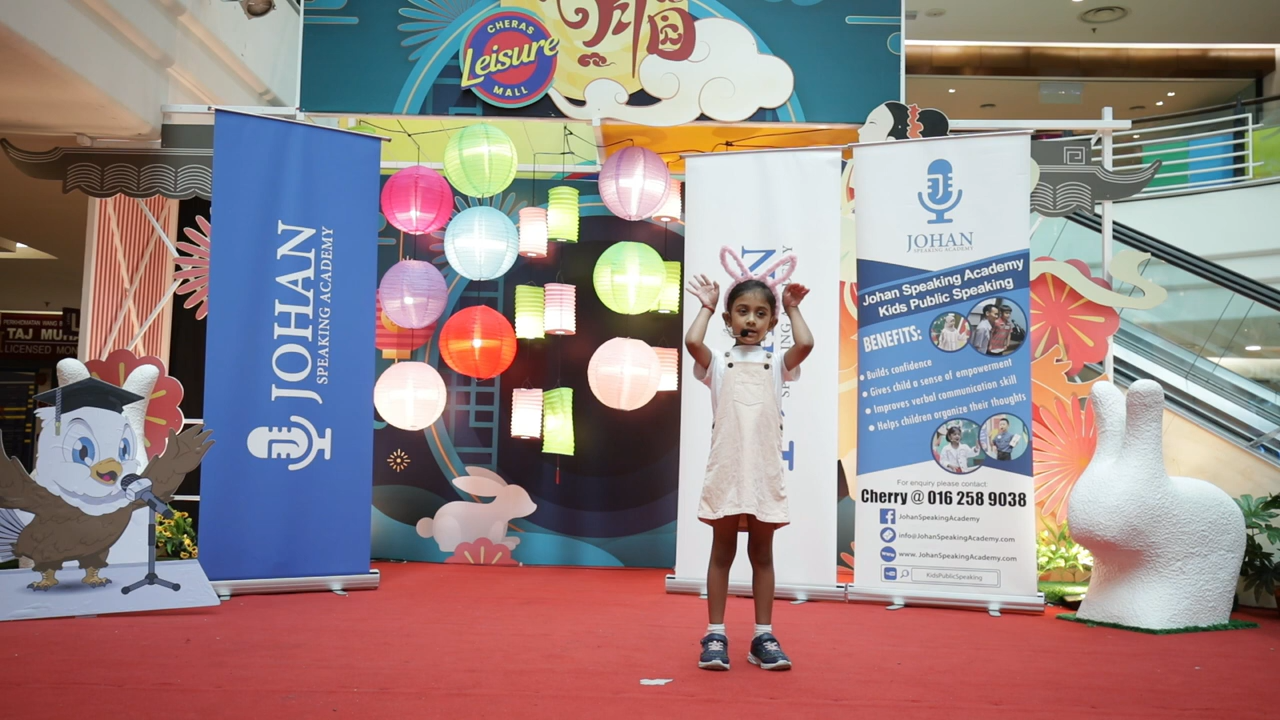 CHERAS
Leisure
MALL
JOHAN
SPEAKING ACADEMY
TAJ
LICENSED
JOHAN
SPEAKING ACADEMY
Johan Speaking Academy
Kids Public Speaking
BENEFITS:
• Builds confidence
• Gives child a sense of empowerment
• Improves verbal communication skill
• Helps children organize their thoughts
For enquiry please contact
Cherry @ 016 258 9038
JohanSpeakingAcademy
info@JohanSpeakingAcademy.com
www
www.JohanSpeakingAcademy.com
KidsPublicSpeaking